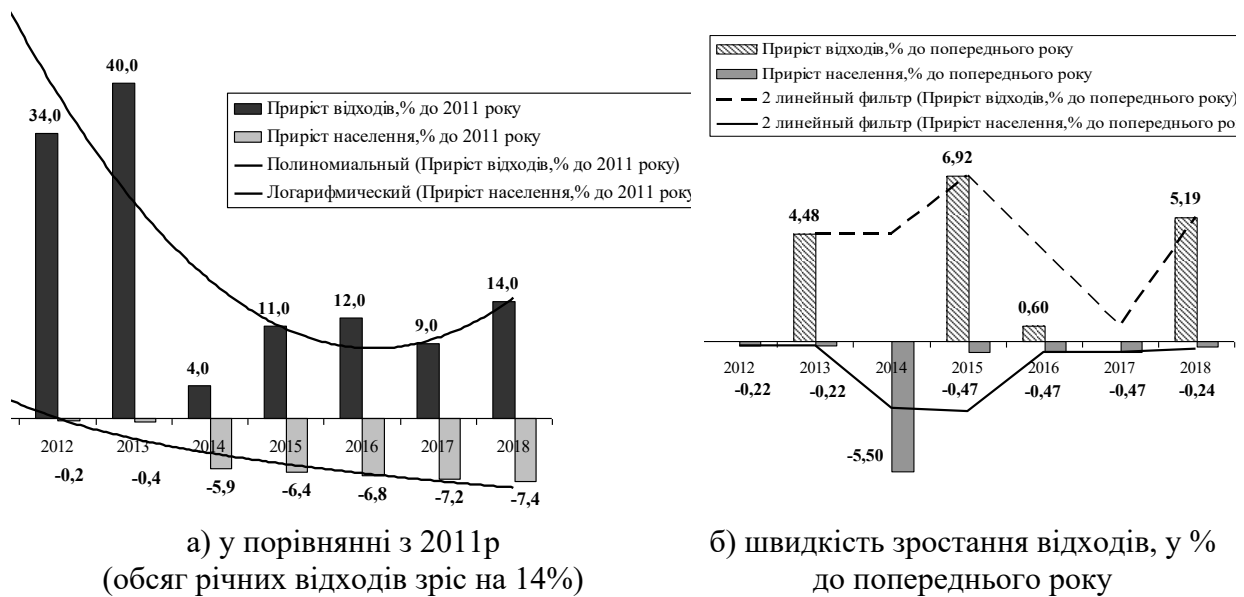 40,0
34,0
Приріст відходів,% до 2011 року
Приріст населення,% до 2011 року
Полиномиальный (Приріст відходів,% до 2011 року)
Логарифмический (Приріст населення,% до 2011 року
4,0
11,0
12,0
9,0
14,0
2012 2013 2014 2015 2016 2017 2018
-0,2 -0,4 -5,9 -6,4 -6,8 -7,2 -7,4
а) у порівнянні з 2011р
(обсяг річних відходів зріс на 14%)
Приріст відходів,% до попереднього року
Приріст населення,% до попереднього року
2 линейный фильтр (Приріст відходів,% до попереднього року)
2 линейный фильтр (Приріст населення,% до попереднього ро
4,48
6,92
0,60
5,19
2012 2013 2014 2015 2016 2017 2018
-0,22 -0,22 -5,50 -0,47 -0,47 -0,47 -0,24
б) швидкість зростання відходів, у %
до попереднього року